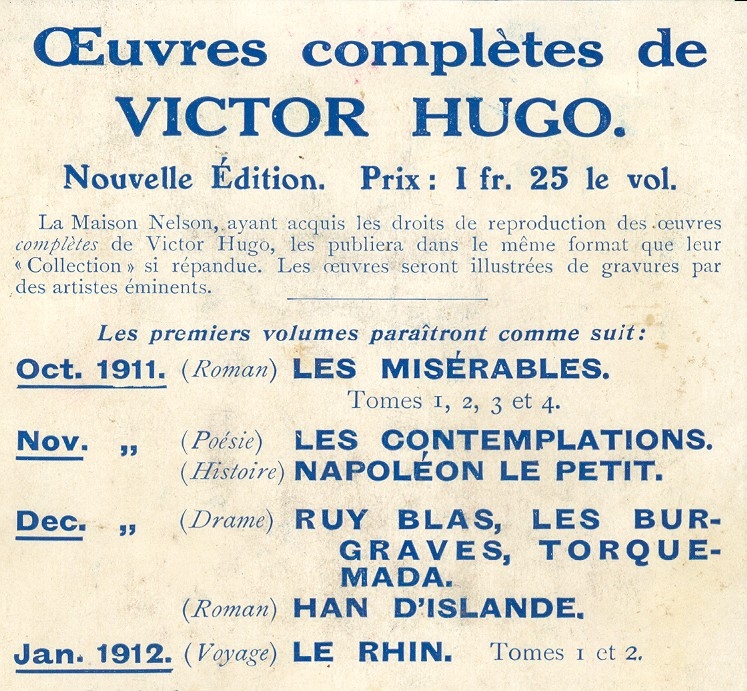 Œuvres complètes de
VICTOR HUGO.
Nouvelle Édition. Prix: I fr. 25 le vol.
La Maison Nelson, ayant acquis les droits de reproduction des œuvres
complètes de Victor Hugo, les publiera dans le même format que leur
« Collection » si répandue. Les œuvres seront illustrées de gravures par
des artistes éminents.
Les premiers volumes paraîtront comme suit:
Oct. 1911. (Roman) LES MISÉRABLES.
Tomes 1, 2, 3 et 4.
Nov. „ (Poésie) LES CONTEMPLATIONS.
(Histoire) NAPOLÉON LE PETIT.
Dec. „ (Drame) RUY BLAS, LES BUR-
GRAVES, TORQUE-
MADA.
(Roman) HAN D'ISLANDE.
Jan. 1912. (Voyage) LE RHIN. Tomes 1 et 2.